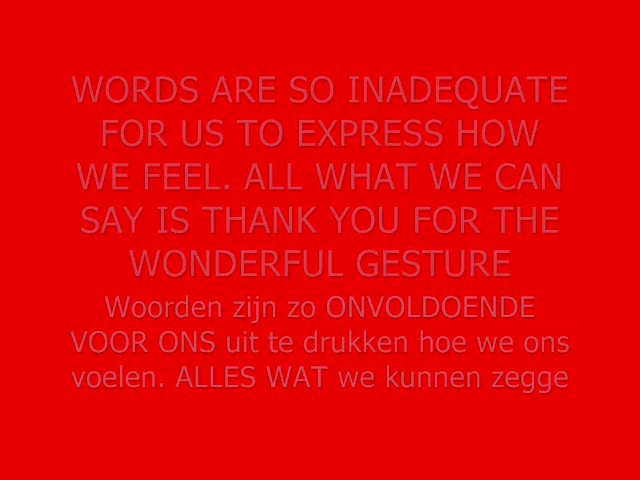 WORDS ARE SO INADEQUATE
FOR US TO EXPRESS HOW
WE FEEL. ALL WHAT WE CAN
SAY IS THANK YOU FOR THE
WONDERFUL GESTURE
Woorden zijn zo ONVOLDOENDE
VOOR ONS uit te drukken hoe we ons
voelen. ALLES WAT we kunnen zegge